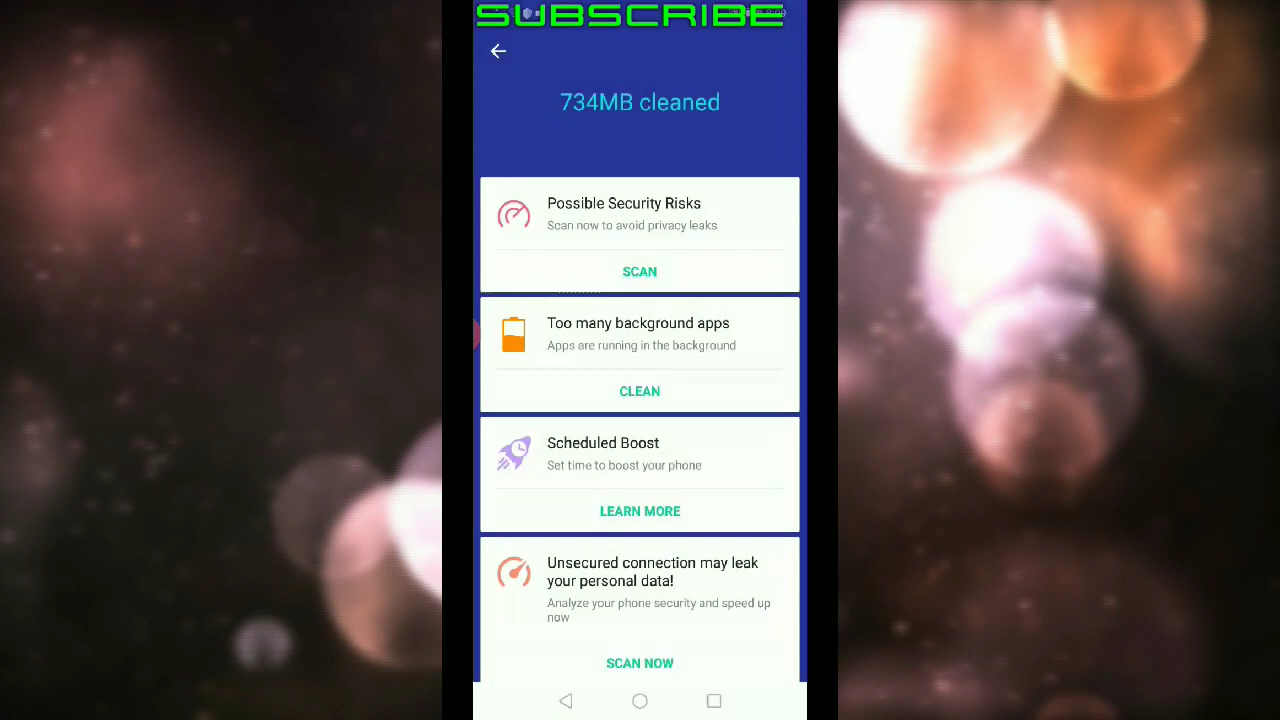 SUBSCRIBE
734MB cleaned
Possible Security Risks
Scan now to avoid privacy leaks
SCAN
Too many background apps
Apps are running in the background
CLEAN
Scheduled Boost
Set time to boost your phone
LEARN MORE
Unsecured connection may leak
your personal data!
Analyze your phone security and speed up
now
SCAN NOW